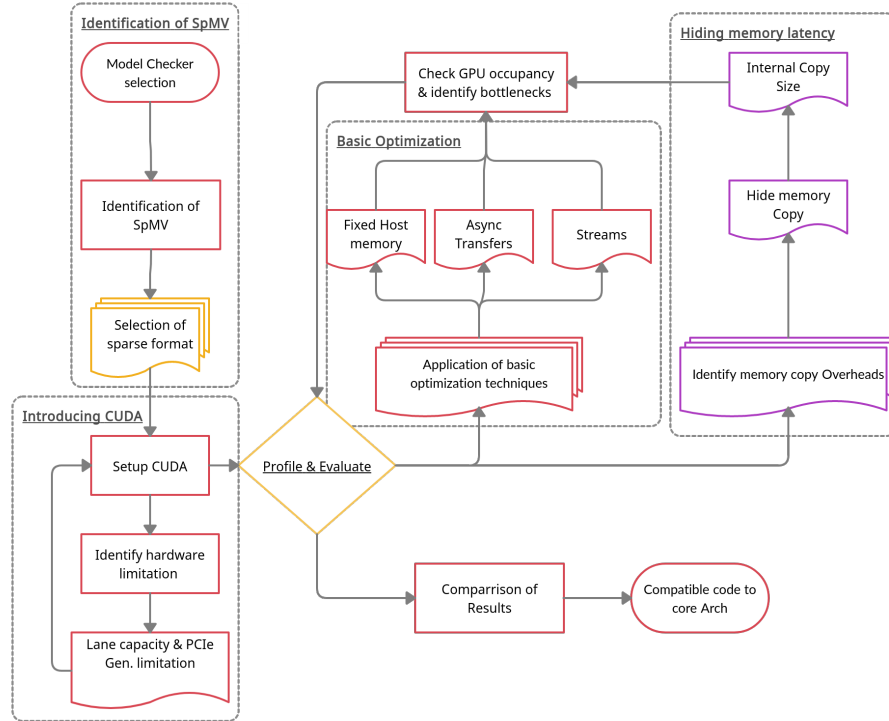 Identification of SpMV
Model Checker
selection
Identification of
SpMV
Selection of
sparse format
Introducing CUDA
Setup CUDA
Identify hardware
limitation
Lane capacity & PCIe
Gen. limitation
Profile & Evaluate
Check GPU occupancy
& identify bottlenecks
Basic Optimization
Fixed Host
memory
Async
Transfers
Streams
Application of basic
optimization techniques
Hiding memory latency
Internal Copy
Size
Hide memory
Copy
Identify memory copy Overheads
Comparrison of
Results
Compatible code to
core Arch